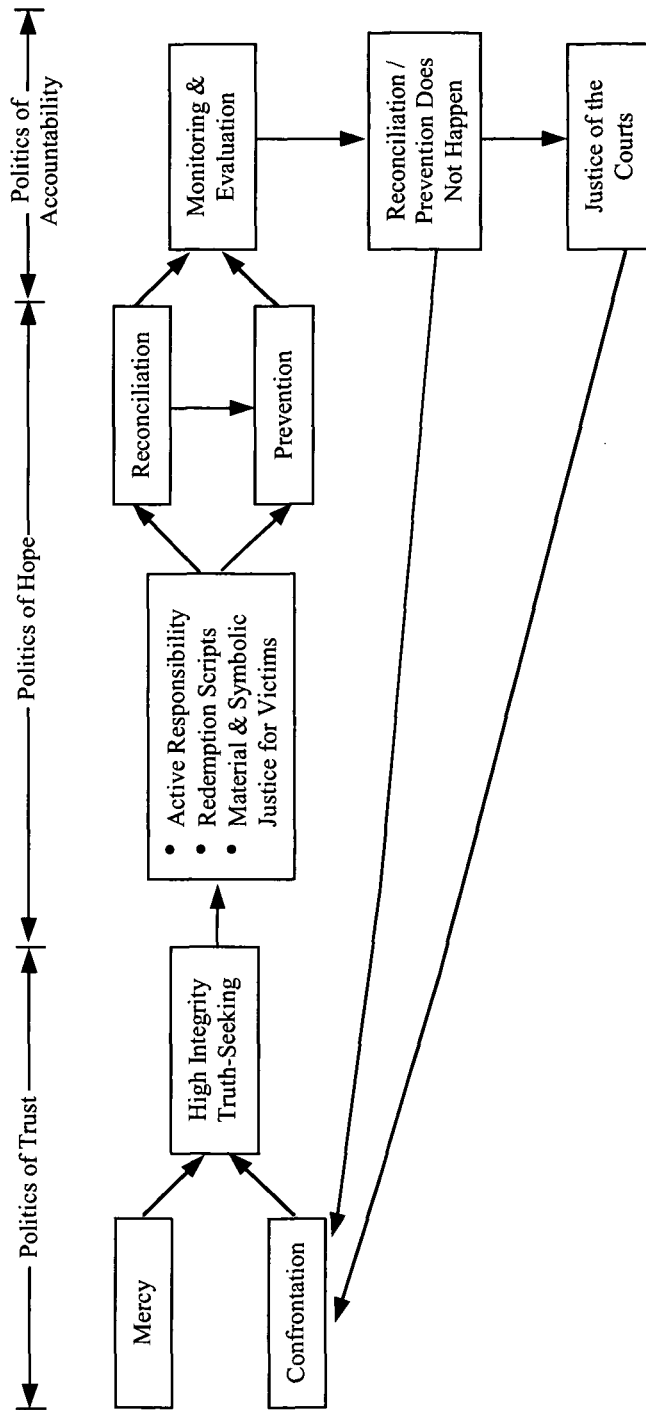 Politics of Trust
Politics of Hope
Politics of
Accountability
Mercy
Confrontation
High Integrity
Truth-Seeking
• Active Responsibility
• Redemption Scripts
• Material & Symbolic
Justice for Victims
Reconciliation
Prevention
Monitoring &
Evaluation
Reconciliation /
Prevention Does
Not Happen
Justice of the
Courts